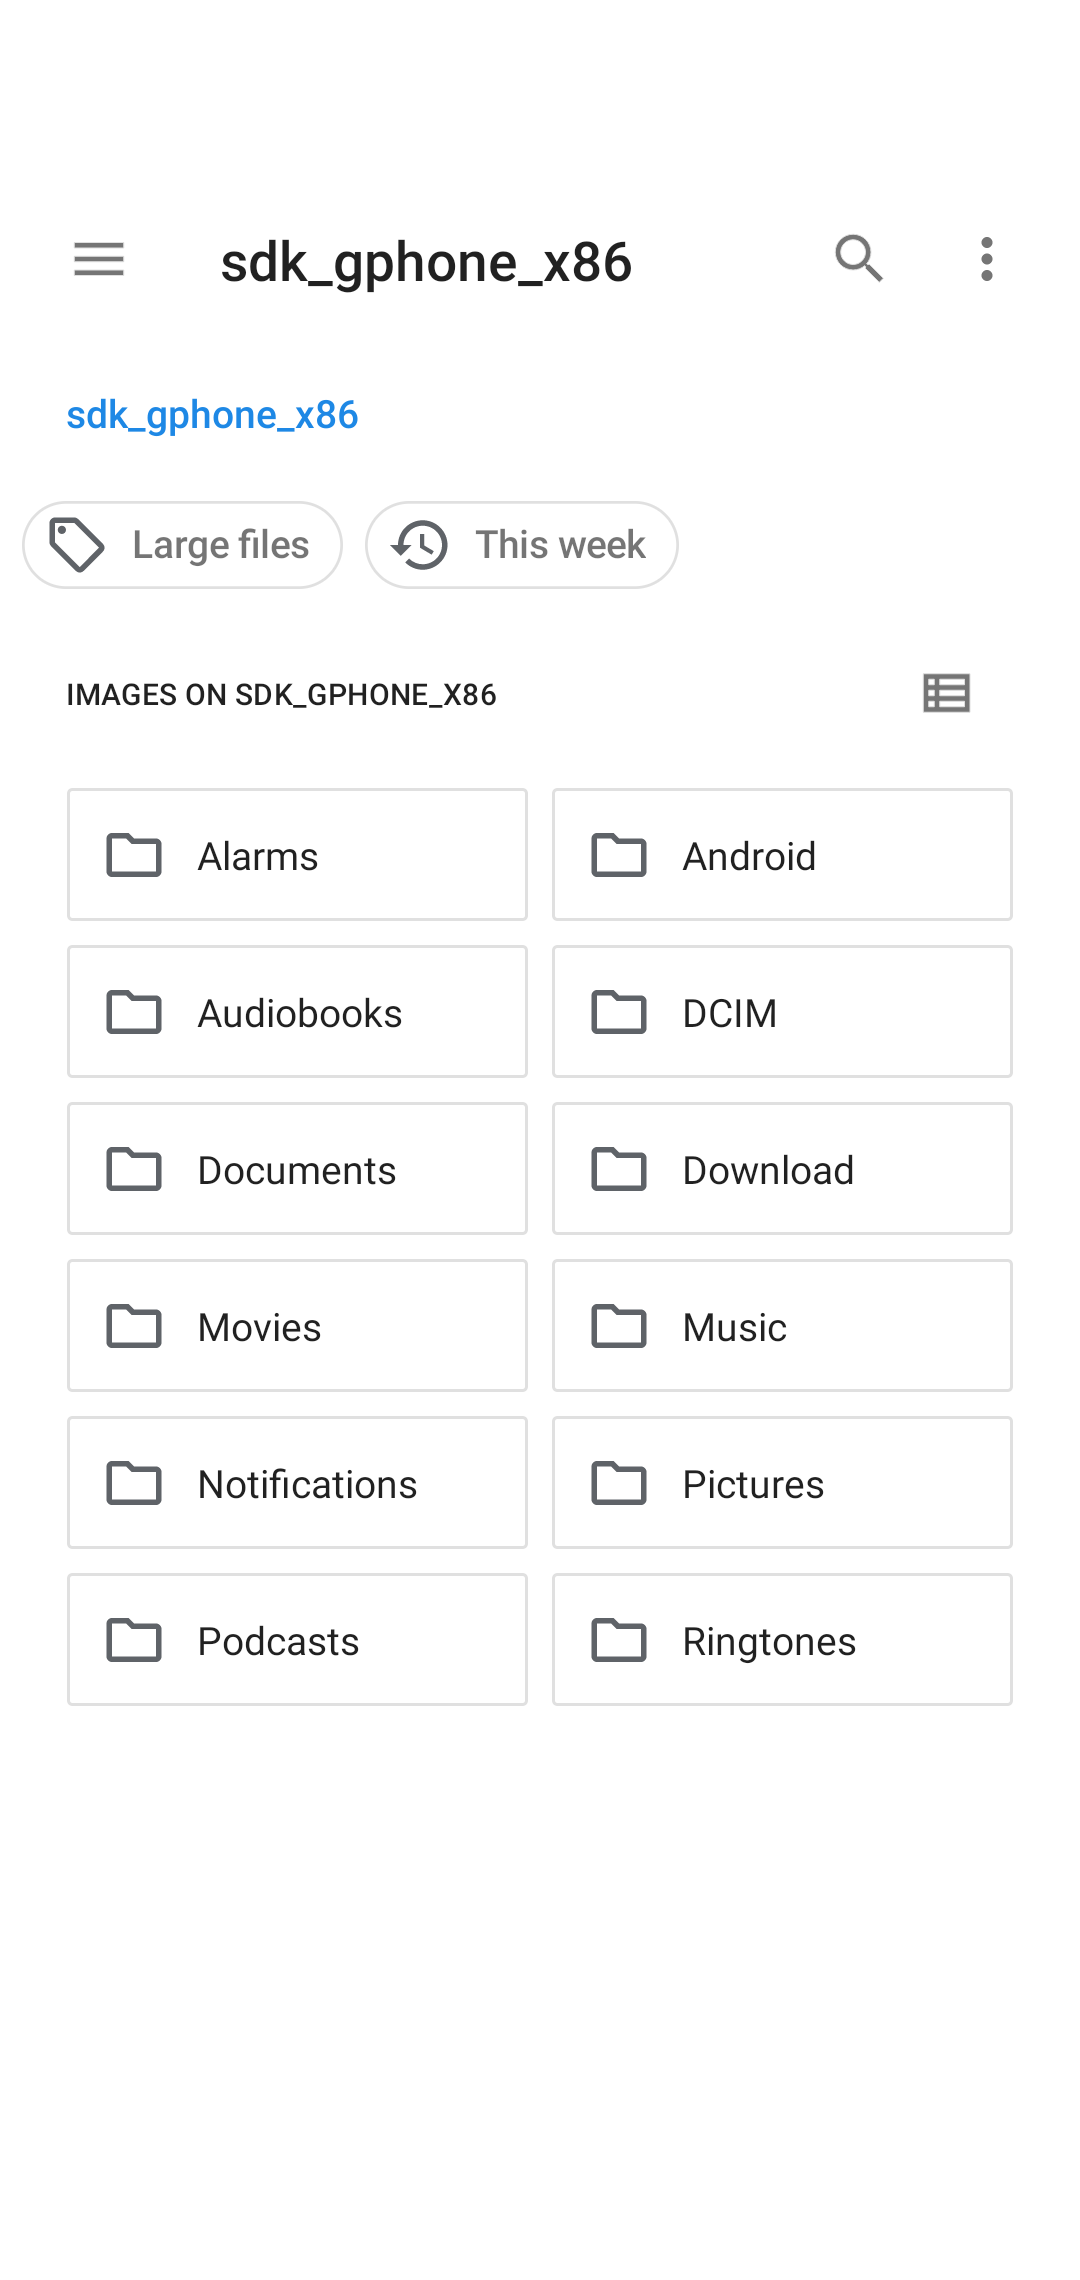 sdk_gphone_x86
sdk_gphone_x86
Large files
This week
IMAGES ON SDK_GPHONE_X86
Alarms
Android
Audiobooks
DCIM
Documents
Download
Movies
Music
Notifications
Pictures
Podcasts
Ringtones